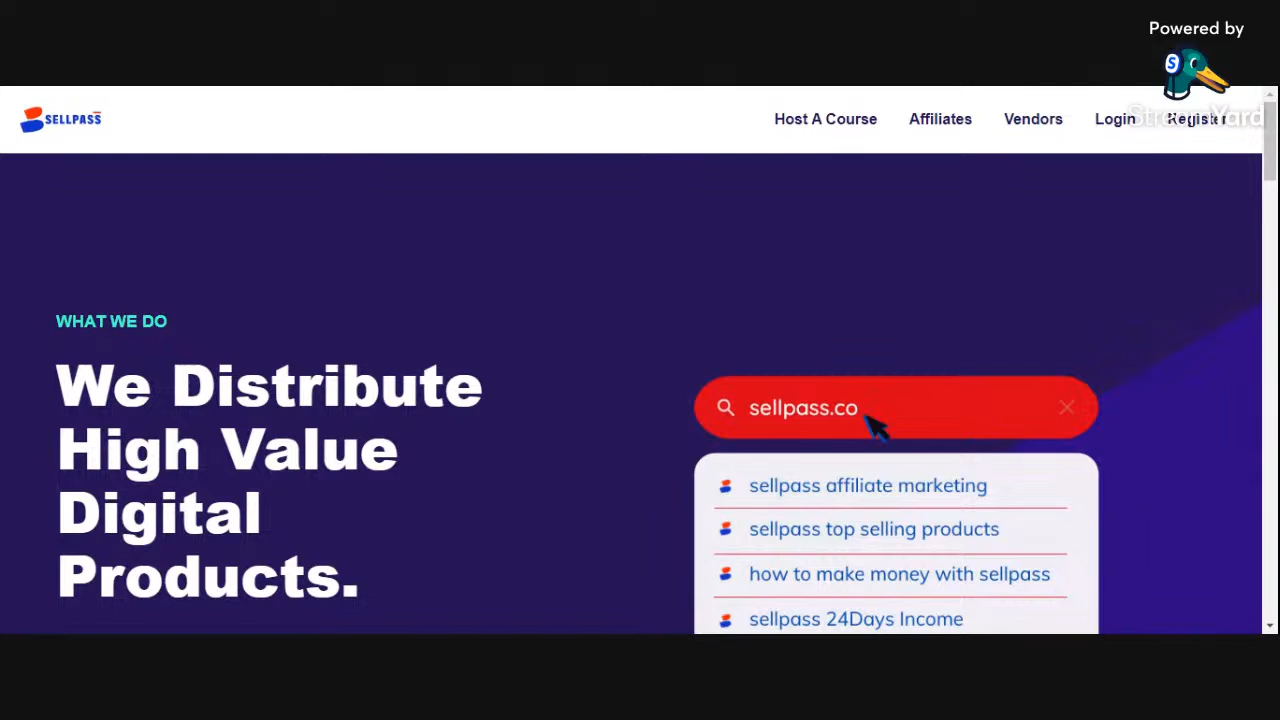 Powered by
StreamYard
SELLPASS
Host A Course Affiliates Vendors Login Register
WHAT WE DO
We Distribute
High Value
Digital
Products.
sellpass.co
sellpass affiliate marketing
sellpass top selling products
how to make money with sellpass
sellpass 24Days Income